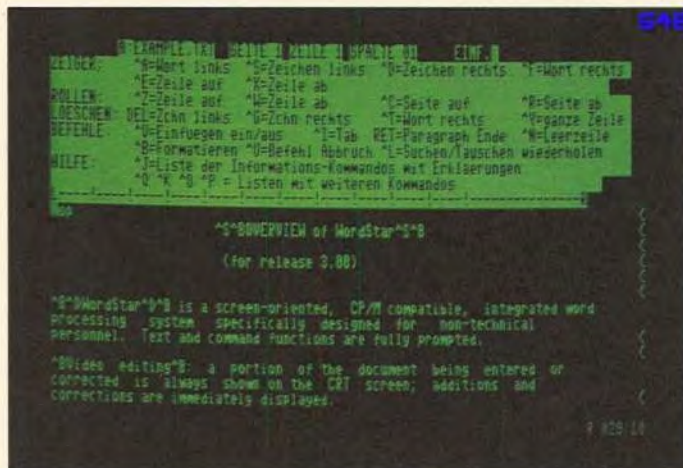 A:EXAMPLE.TXT SEITE 1 ZEILE 1 SPALTE 01 EINF.
ZEIGER: ^A=Wort links ^S=Zeichen links ^D=Zeichen rechts ^F=Wort rechts
^E=Zeile auf ^X=Zeile ab
ROLLEN: ^Z=Zeile auf ^W=Zeile ab ^C=Seite auf ^R=Seite ab
LOESCHEN: DEL=Zchn links ^G=Zchn rechts ^T=Wort rechts ^Y=ganze Zeile
BEFEHLE ^V=Einfuegen ein/aus ^I=Tab RET=Paragraph Ende ^N=Leerzeile
^B=Formatieren ^U=Befehl Abbruch ^L=Suchen/Tauschen wiederholen
HILFE: ^J=Liste der Informations-Kommandos mit Erklaerungen
^Q ^K ^O ^P = Listen mit weiteren Kommandos
^S^BOVERVIEW of WordStar^S^B
(for release 3.00)
^B^DWordStar^D^B is a screen-oriented, CP/M compatible, integrated word
processing system specifically designed for non-technical
personnel. Text and command functions are fully prompted.
^BVideo editing^B: a portion of the document being entered or
corrected is always shown on the CRT screen; additions and
corrections are immediately displayed.